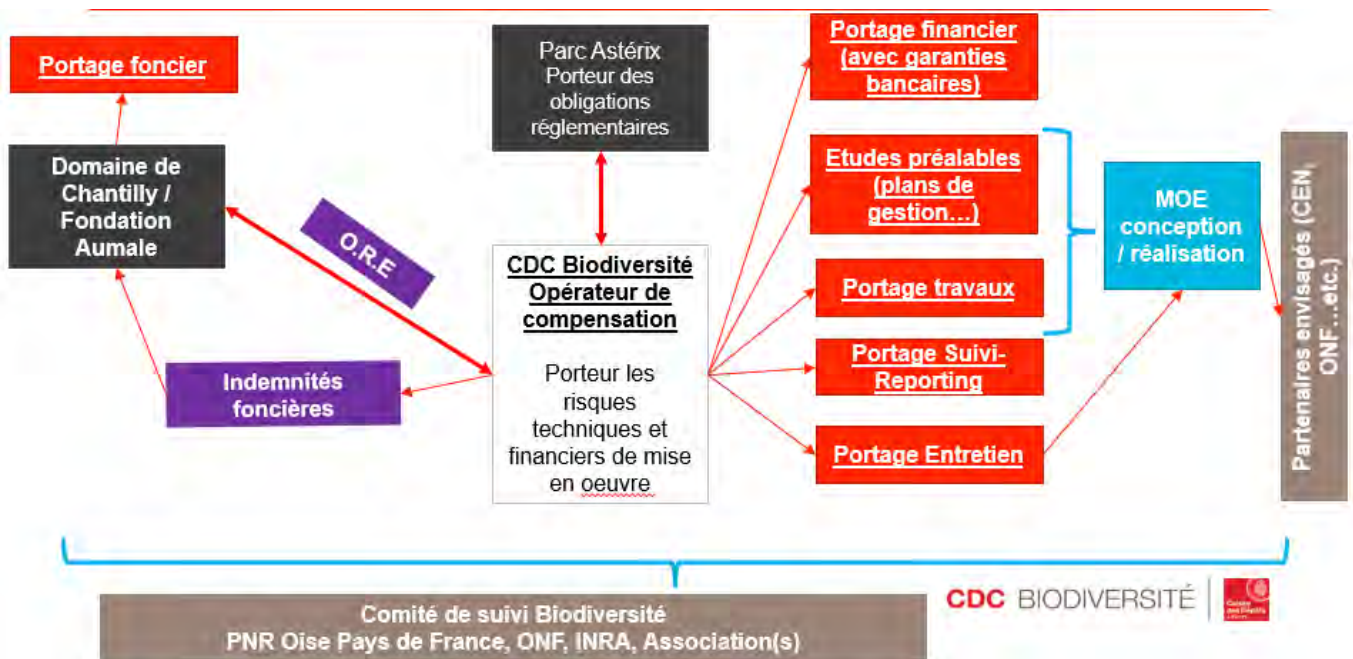 Portage foncier
Domaine de
Chantilly /
Fondation
Aumale
Indemnités
foncières
O.R.E
Parc Astérix
Porteur des
obligations
réglementaires
CDC Biodiversité
Opérateur de
compensation
Porteur les
risques
techniques et
financiers de mise
en oeuvre
Portage financier
(avec garanties
bancaires)
Etudes préalables
(plans de
gestion…)
Portage travaux
Portage Suivi-
Reporting
Portage Entretien
MOE
conception
/ réalisation
Partenaires envisagés (CEN,
ONF…etc.)
Comité de suivi Biodiversité
PNR Oise Pays de France, ONF, INRA, Association(s)
CDC BIODIVERSITÉ